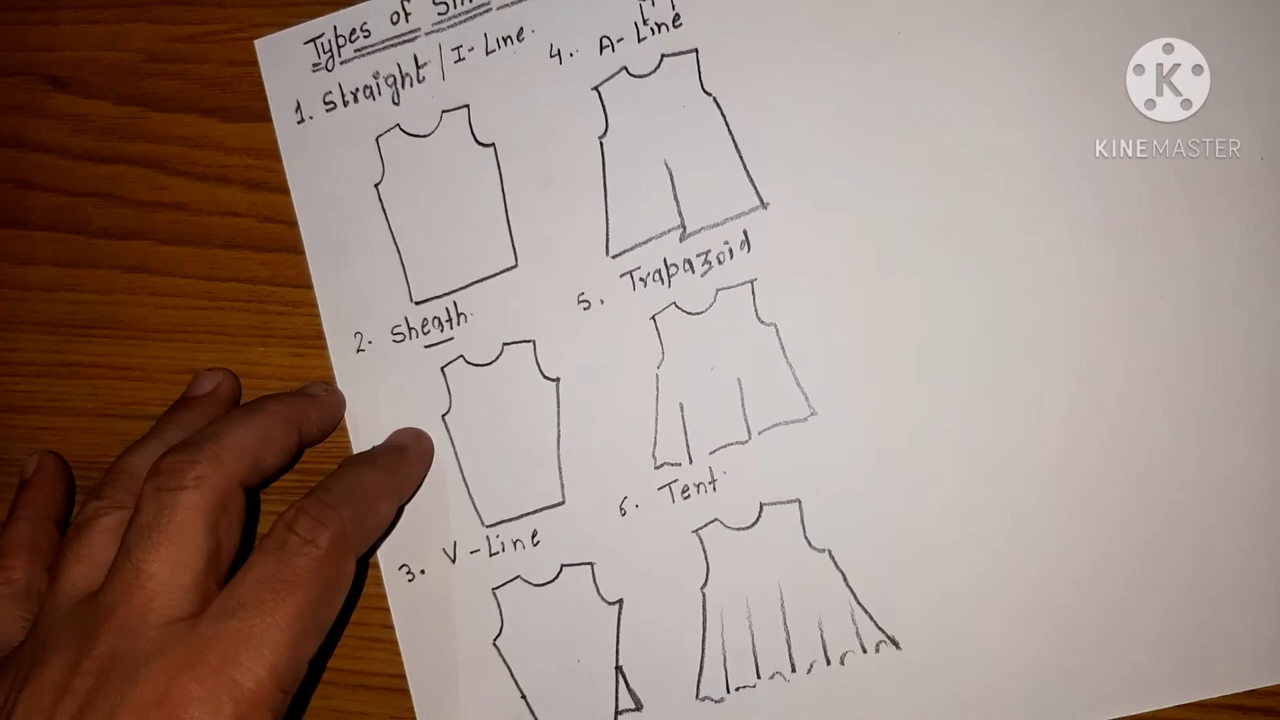 Types of
1. Straight / I-Line.
2. Sheath.
3. V-Line
4. A-Line
5. Trapazoid
6. Tent
K
KINEMASTER